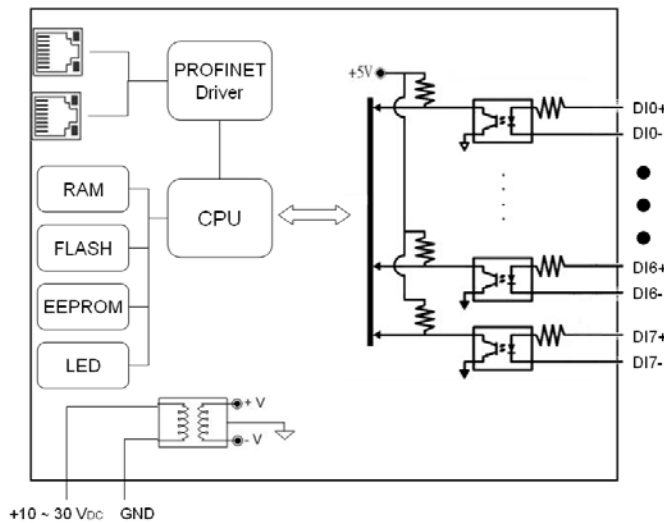 PROFINET
Driver
+5V
DI0+
DI0-
RAM
CPU
FLASH
EEPROM
DI6+
DI6-
LED
DI7+
DI7-
+ V
- V
+10 ~ 30 VDC GND